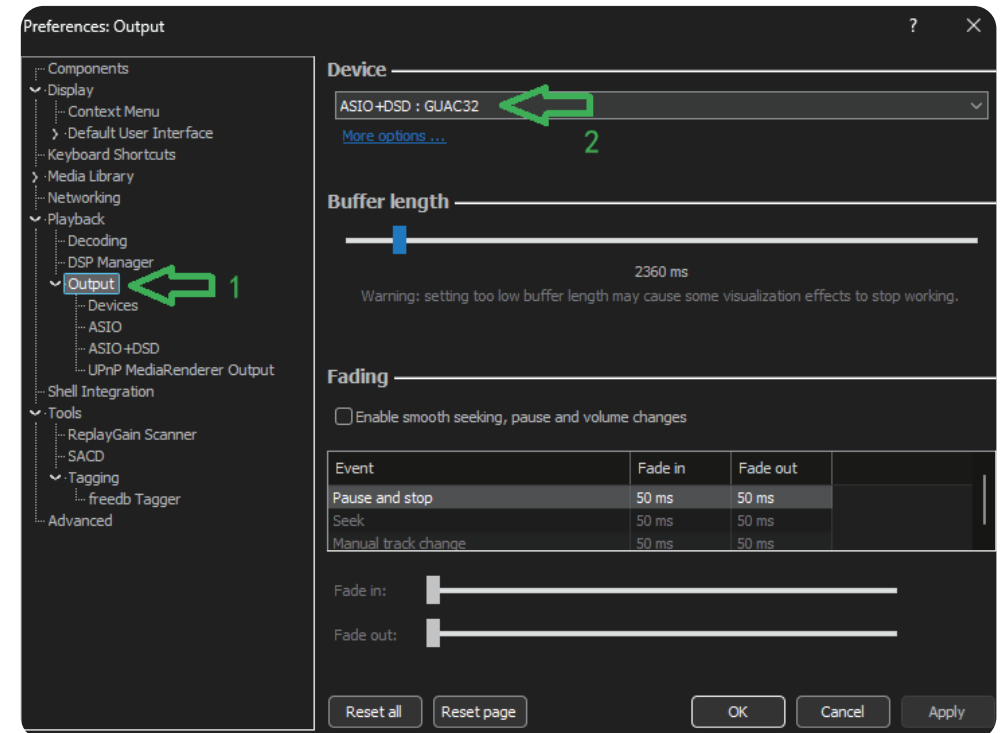 Preferences: Output
?
Components
Display
Context Menu
Default User Interface
Keyboard Shortcuts
Media Library
Networking
Playback
Decoding
DSP Manager
Output
1
Devices
ASIO
ASIO+DSD
UPnP MediaRenderer Output
Shell Integration
Tools
ReplayGain Scanner
SACD
Tagging
freedb Tagger
Advanced
Device
ASIO+DSD : GUAC32
More options ...
2
Buffer length
2360 ms
Warning: setting too low buffer length may cause some visualization effects to stop working.
Fading
Enable smooth seeking, pause and volume changes
Event Fade in Fade out
Pause and stop 50 ms 50 ms
Seek 50 ms 50 ms
Manual track change 50 ms 50 ms
Fade in:
Fade out:
Reset all Reset page OK Cancel Apply